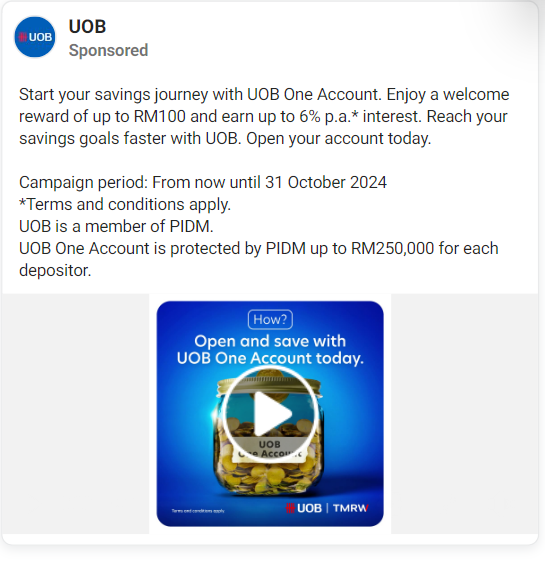 UOB
UOB
Sponsored
Start your savings journey with UOB One Account. Enjoy a welcome
reward of up to RM100 and earn up to 6% p.a.* interest. Reach your
savings goals faster with UOB. Open your account today.
Campaign period: From now until 31 October 2024
*Terms and conditions apply.
UOB is a member of PIDM.
UOB One Account is protected by PIDM up to RM250,000 for each
depositor.
How?
Open and save with
UOB One Account today.
UOB
One Account
Terms and conditions apply
UOB | TMRW